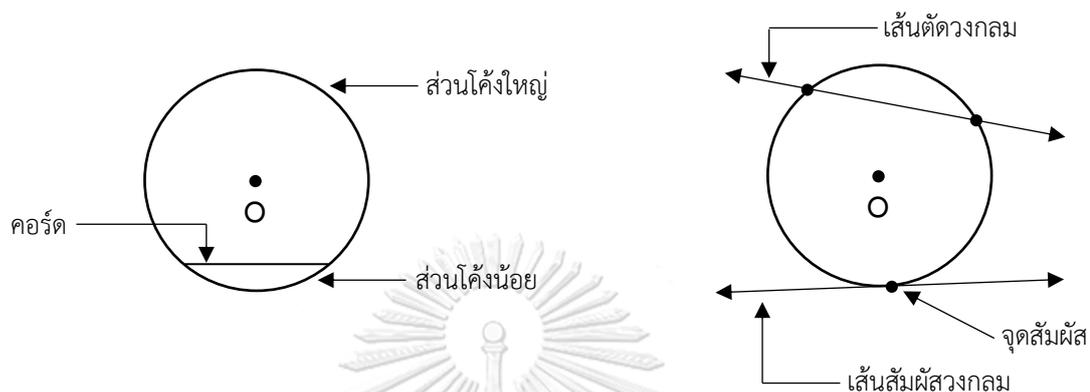 เส้นตัดวงกลม
ส่วนโค้งใหญ่
O
O
คอร์ด
ส่วนโค้งน้อย
จุดสัมผัส
เส้นสัมผัสวงกลม